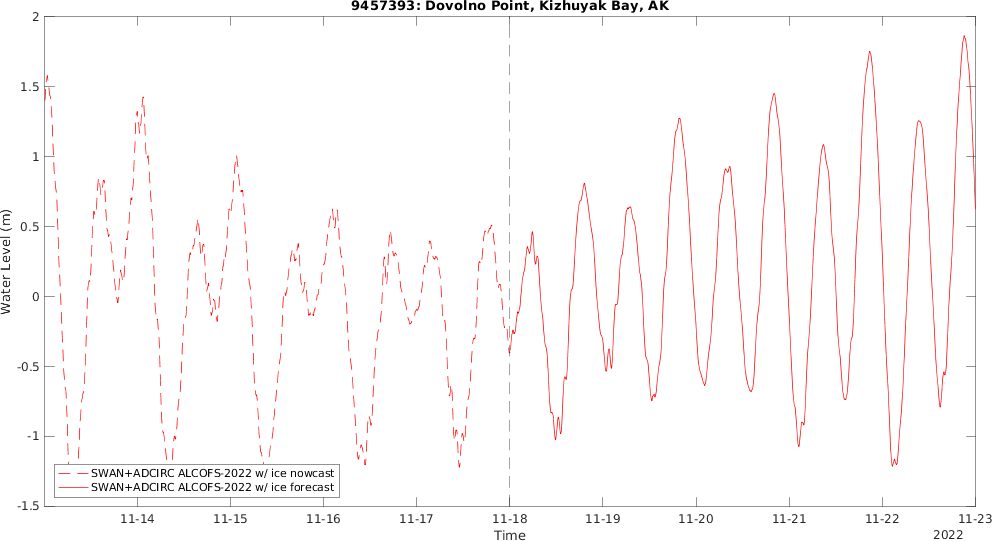 9457393: Dovolno Point, Kizhuyak Bay, AK
2
1.5
1
0.5
0
-0.5
-1
-1.5
Water Level (m)
SWAN+ADCIRC ALCOFS-2022 w/ ice nowcast
SWAN+ADCIRC ALCOFS-2022 w/ ice forecast
11-14 11-15 11-16 11-17 11-18 11-19 11-20 11-21 11-22 11-23
Time
2022